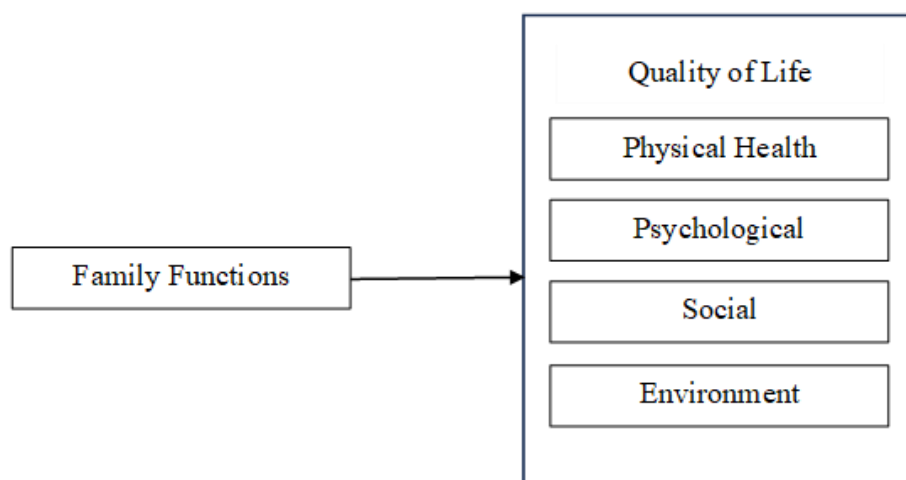 Quality of Life
Physical Health
Psychological
Family Functions
Social
Environment